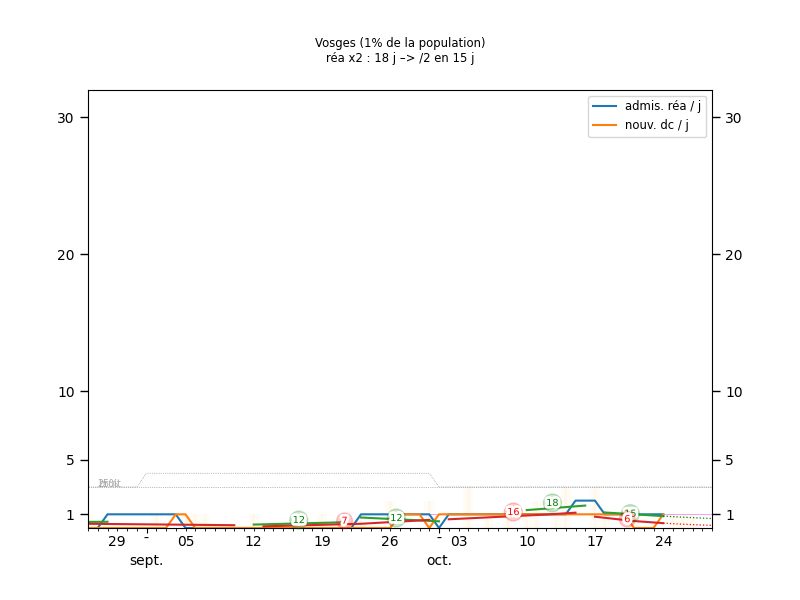 Vosges (1% de la population)
réa x2 : 18 j –> /2 en 15 j
admis. réa / j
nouv. dc / j
30 30
20 20
10 10
5 5
1 1
12 7 12 16 18 15 6
29 - 05 12 19 26 - 03 10 17 24
sept. oct.